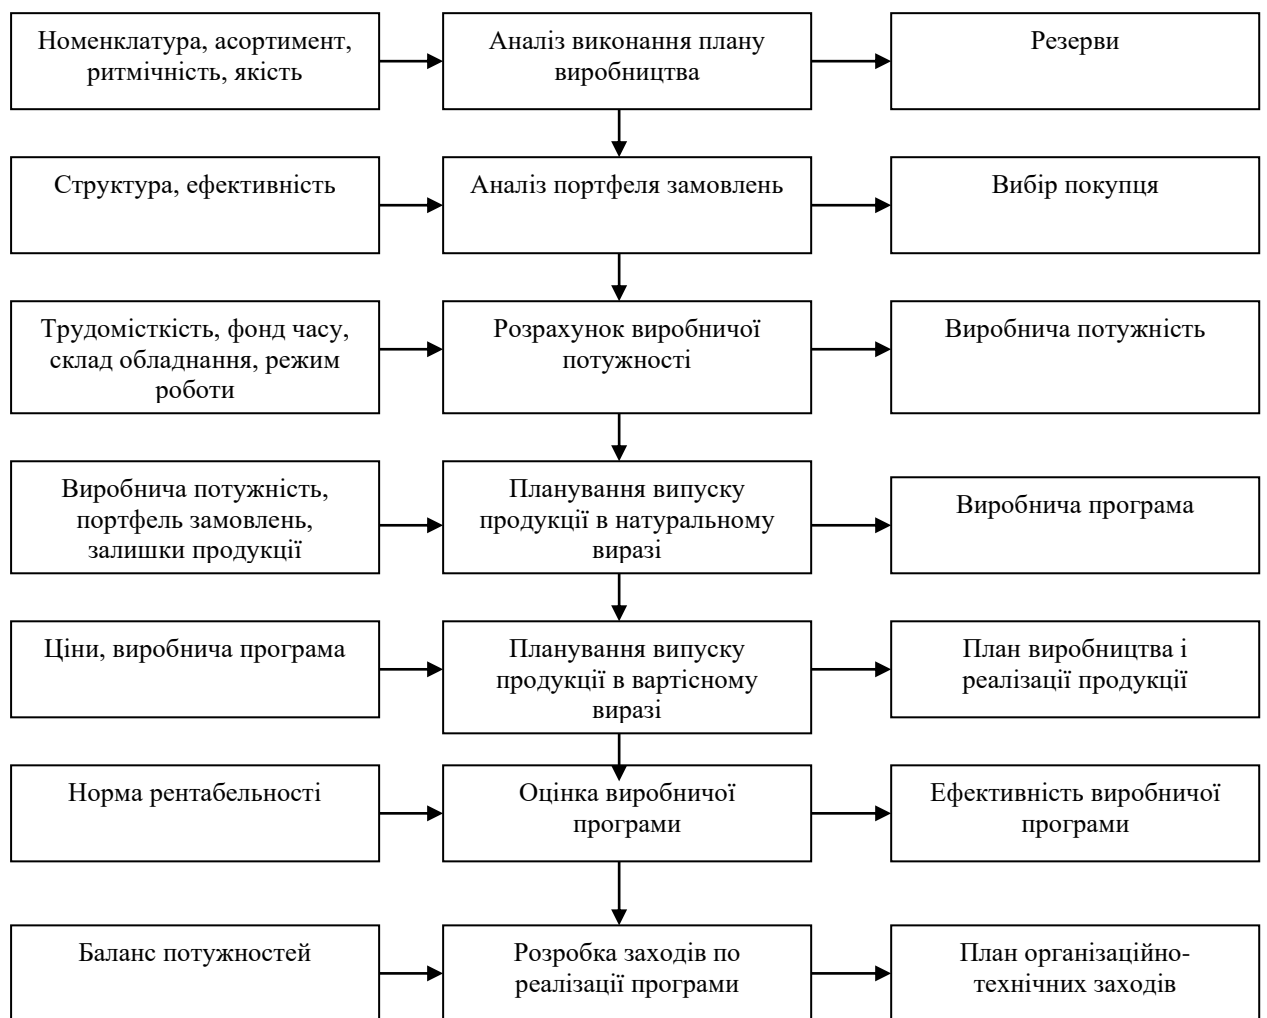 Номенклатура, асортимент,
ритмічність, якість
Аналіз виконання плану
виробництва
Резерви
Структура, ефективність
Аналіз портфеля замовлень
Вибір покупця
Трудомісткість, фонд часу,
склад обладнання, режим
роботи
Розрахунок виробничої
потужності
Виробнича потужність
Виробнича потужність,
портфель замовлень,
залишки продукції
Планування випуску
продукції в натуральному
виразі
Виробнича програма
Ціни, виробнича програма
Планування випуску
продукції в вартісному
виразі
План виробництва і
реалізації продукції
Норма рентабельності
Оцінка виробничої
програми
Ефективність виробничої
програми
Баланс потужностей
Розробка заходів по
реалізації програми
План організаційно-
технічних заходів